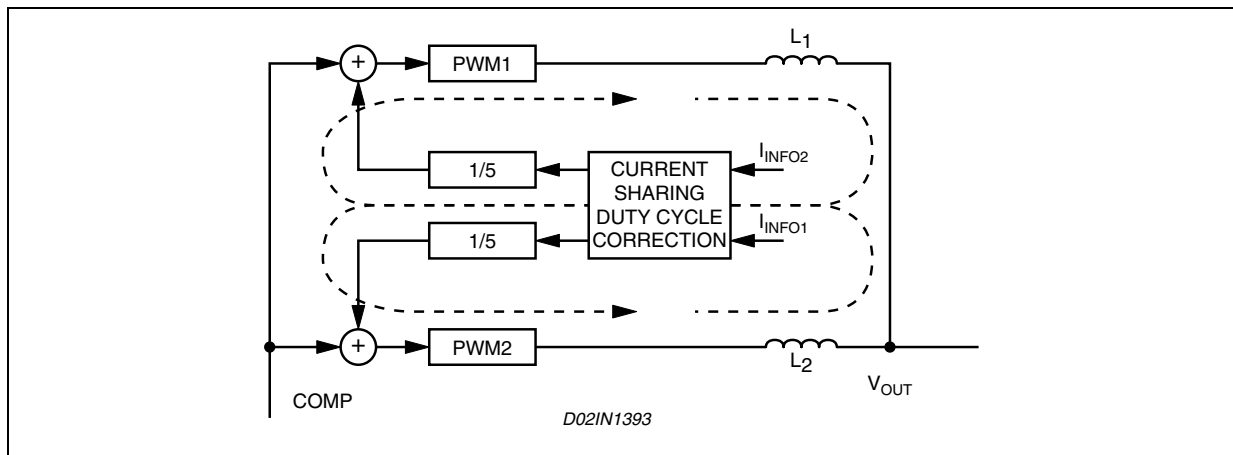 L1
+
PWM1
1/5
CURRENT
SHARING
DUTY CYCLE
CORRECTION
IINFO2
1/5
IINFO1
+
PWM2
L2
VOUT
COMP
D02IN1393